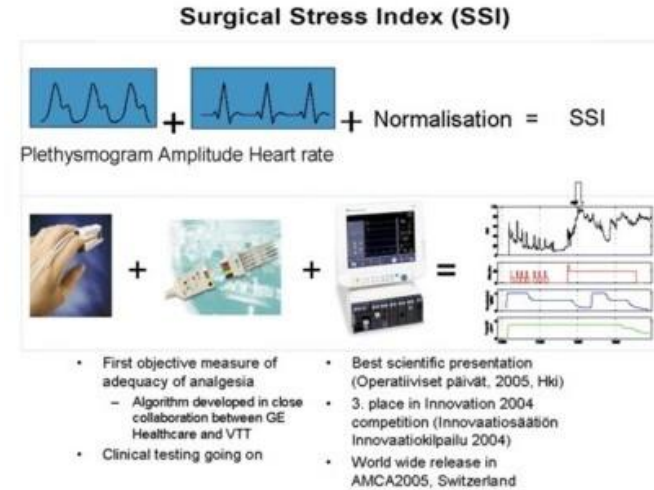 Surgical Stress Index (SSI)
+ + Normalisation = SSI
Plethysmogram Amplitude Heart rate
+ + =
• First objective measure of
adequacy of analgesia
– Algorithm developed in close
collaboration between GE
Healthcare and VTT
• Clinical testing going on
• Best scientific presentation
(Operatiiviset päivät, 2005, Hki)
• 3. place in Innovation 2004
competition (Innovaatiosäätiön
Innovaatiokilpailu 2004)
• World wide release in
AMCA2005, Switzerland